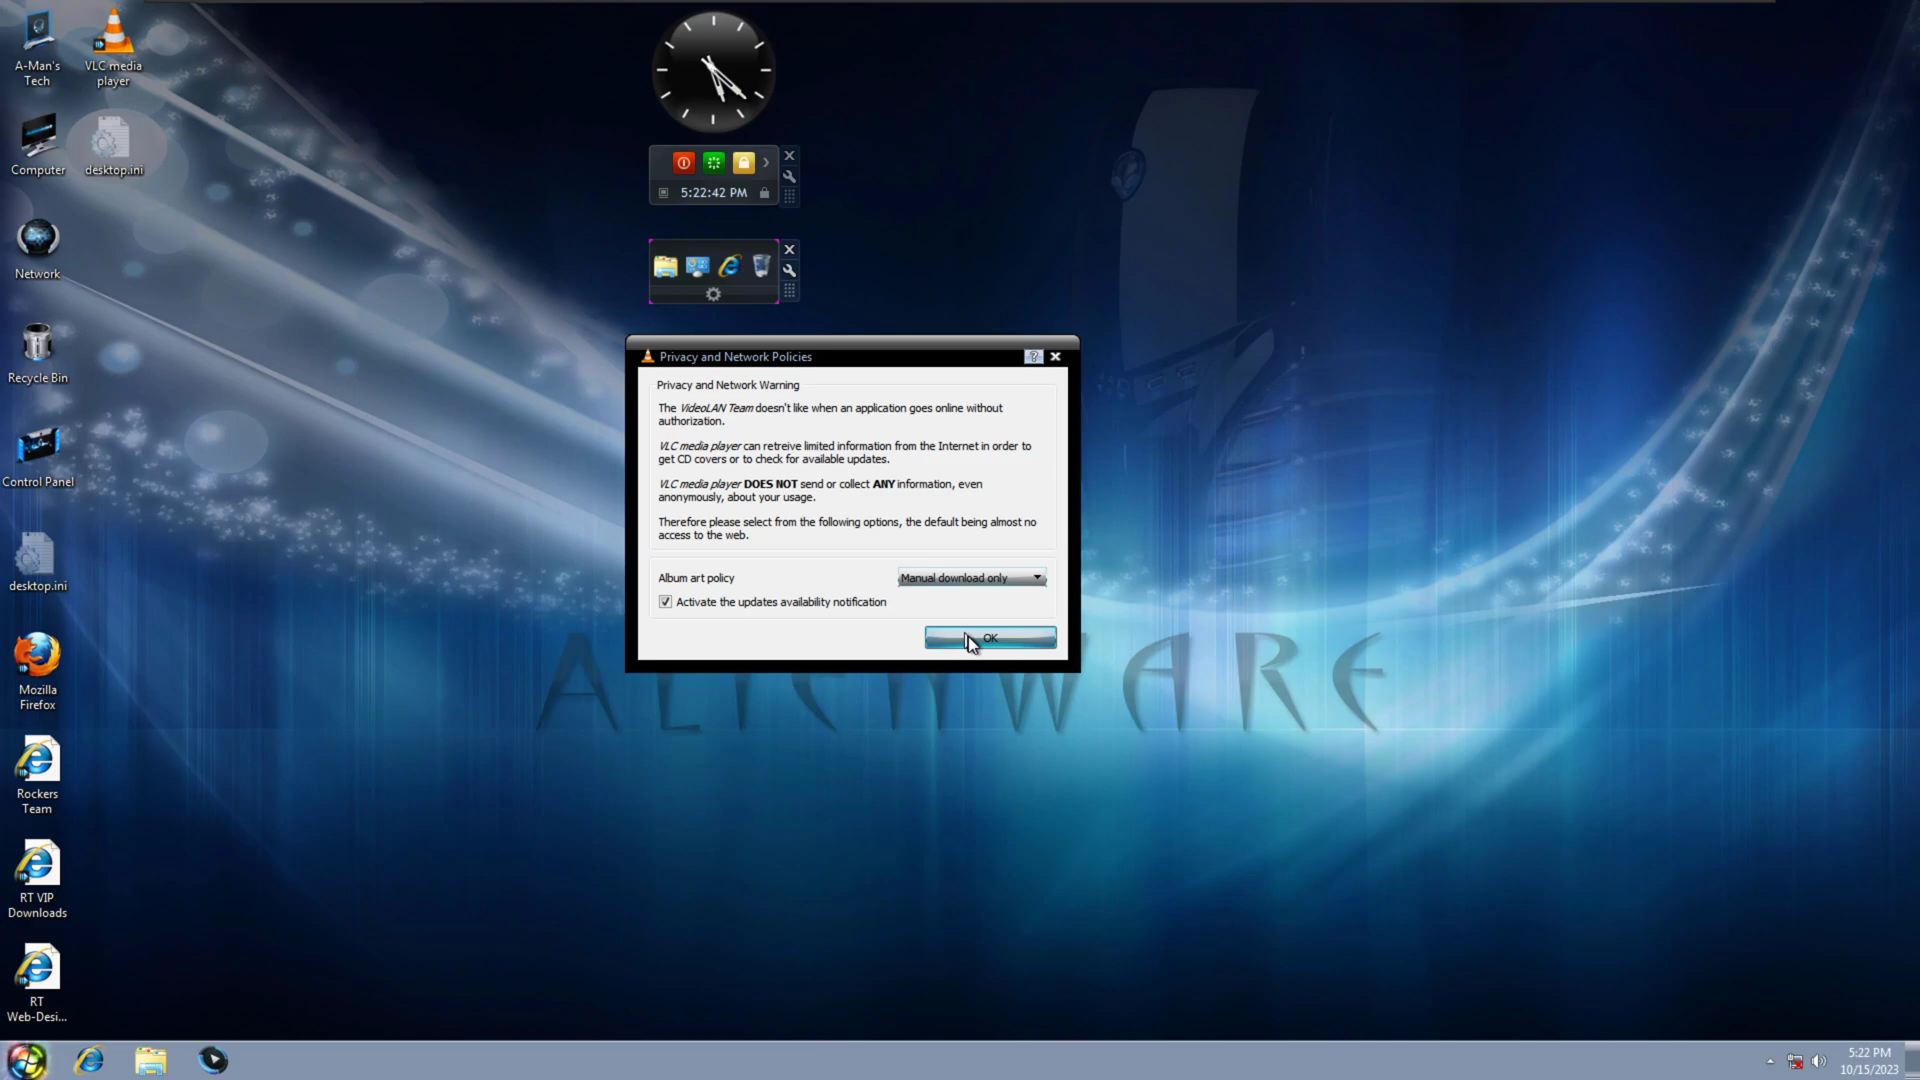 A-Man's
Tech
VLC media
player
Computer
desktop.ini
Network
Recycle Bin
Control Panel
desktop.ini
Mozilla
Firefox
Rockers
Team
RT VIP
Downloads
RT
Web-Desi...
5:22:42 PM
Privacy and Network Policies
Privacy and Network Warning
The VideoLAN Team doesn't like when an application goes online without
authorization.
VLC media player can retreive limited information from the Internet in order to
get CD covers or to check for available updates.
VLC media player DOES NOT send or collect ANY information, even
anonymously, about your usage.
Therefore please select from the following options, the default being almost no
access to the web.
Album art policy
Manual download only
Activate the updates availability notification
OK
ALIENWARE
5:22 PM
10/15/2023